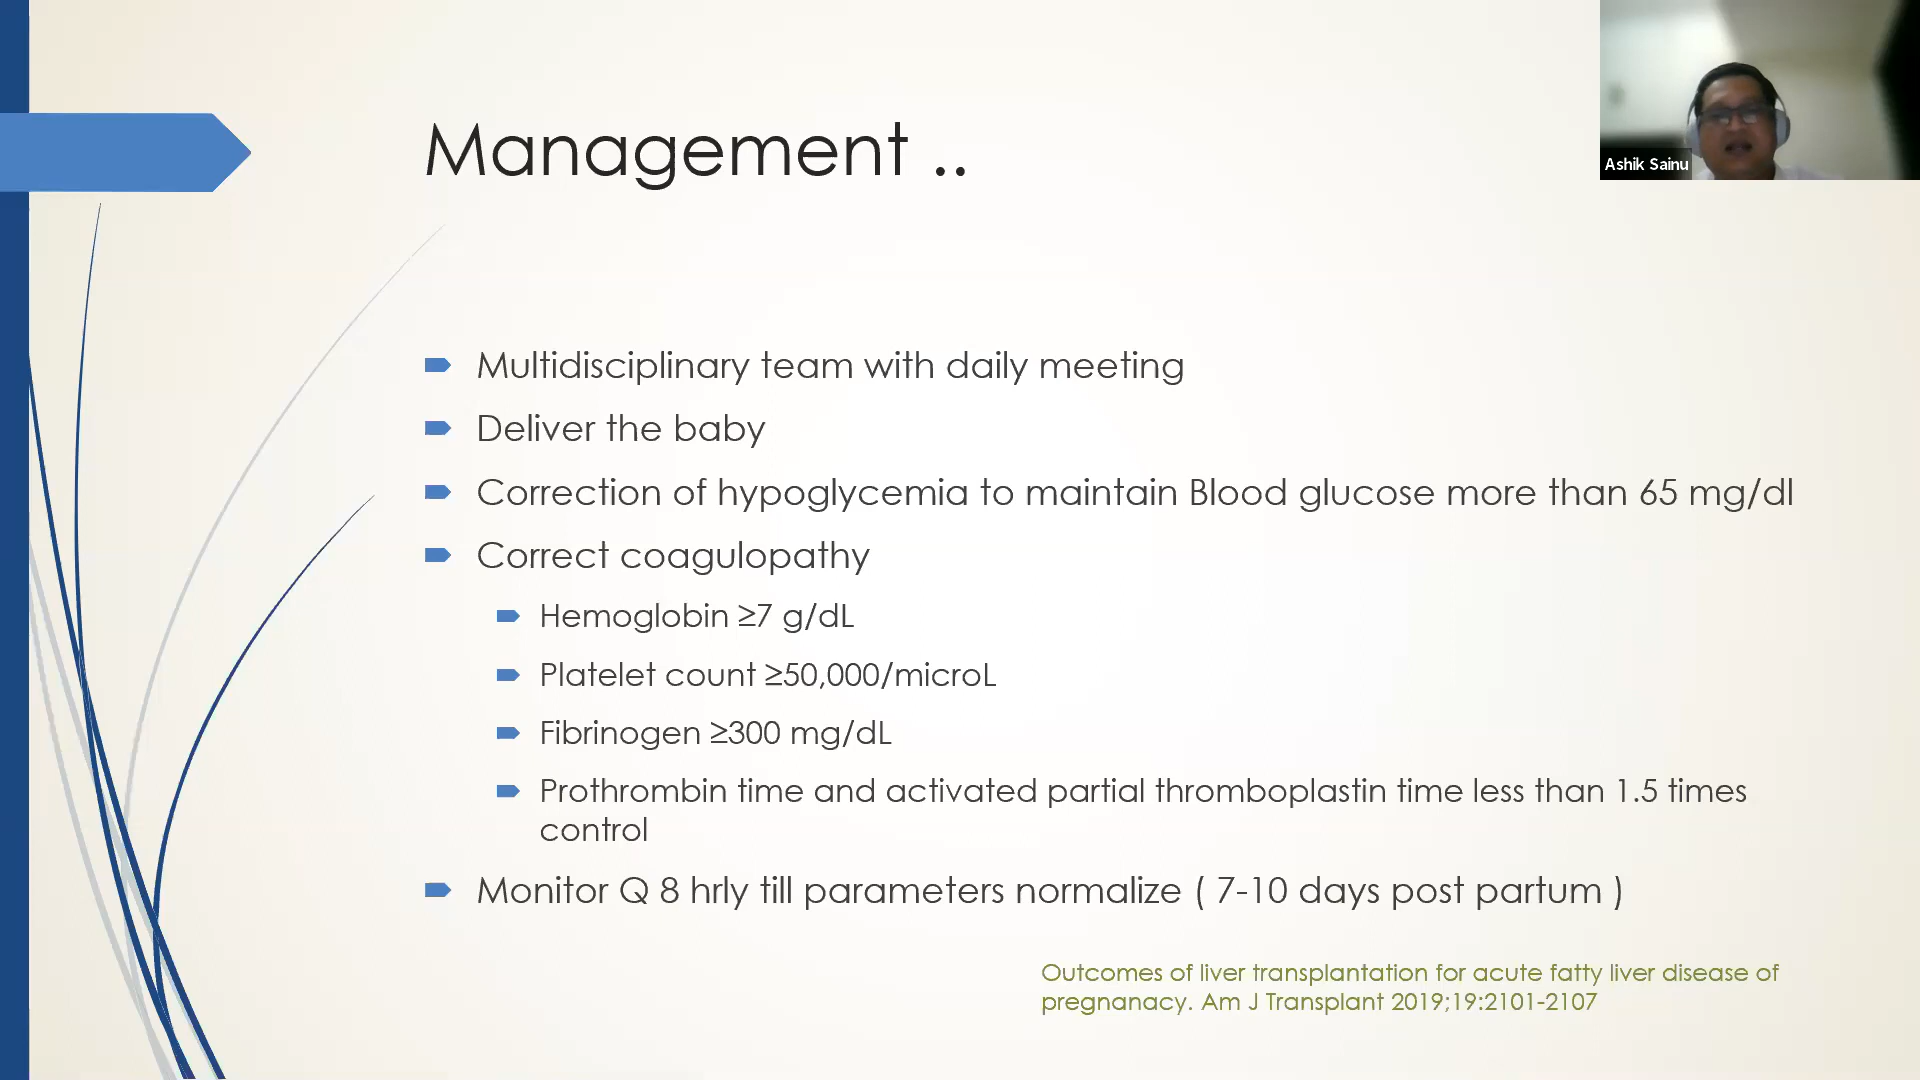 Management ..
Ashik Sainu
Multidisciplinary team with daily meeting
Deliver the baby
Correction of hypoglycemia to maintain Blood glucose more than 65 mg/dl
Correct coagulopathy
Hemoglobin ≥7 g/dL
Platelet count ≥50,000/microL
Fibrinogen ≥300 mg/dL
Prothrombin time and activated partial thromboplastin time less than 1.5 times
control
Monitor Q 8 hrly till parameters normalize ( 7-10 days post partum )
Outcomes of liver transplantation for acute fatty liver disease of
pregnanacy. Am J Transplant 2019;19:2101-2107